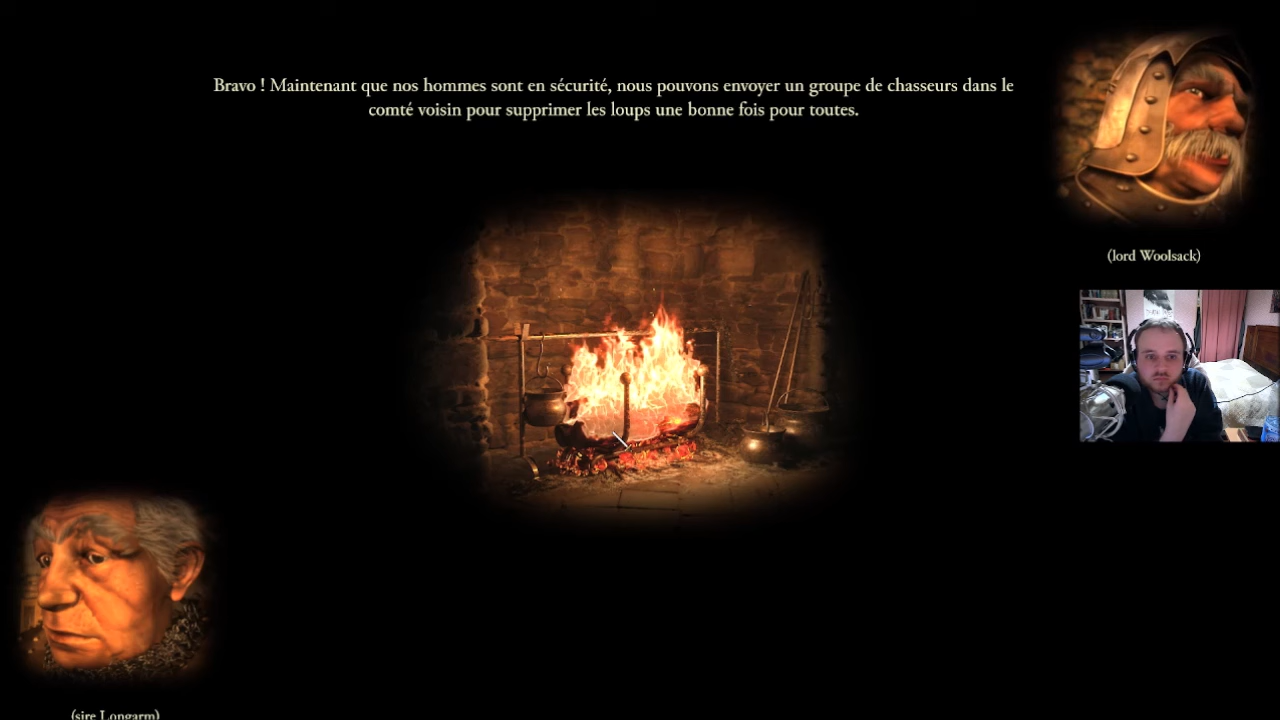 Bravo ! Maintenant que nos hommes sont en sécurité, nous pouvons envoyer un groupe de chasseurs dans le
comté voisin pour supprimer les loups une bonne fois pour toutes.
(lord Woolsack)
(sire Longarm)